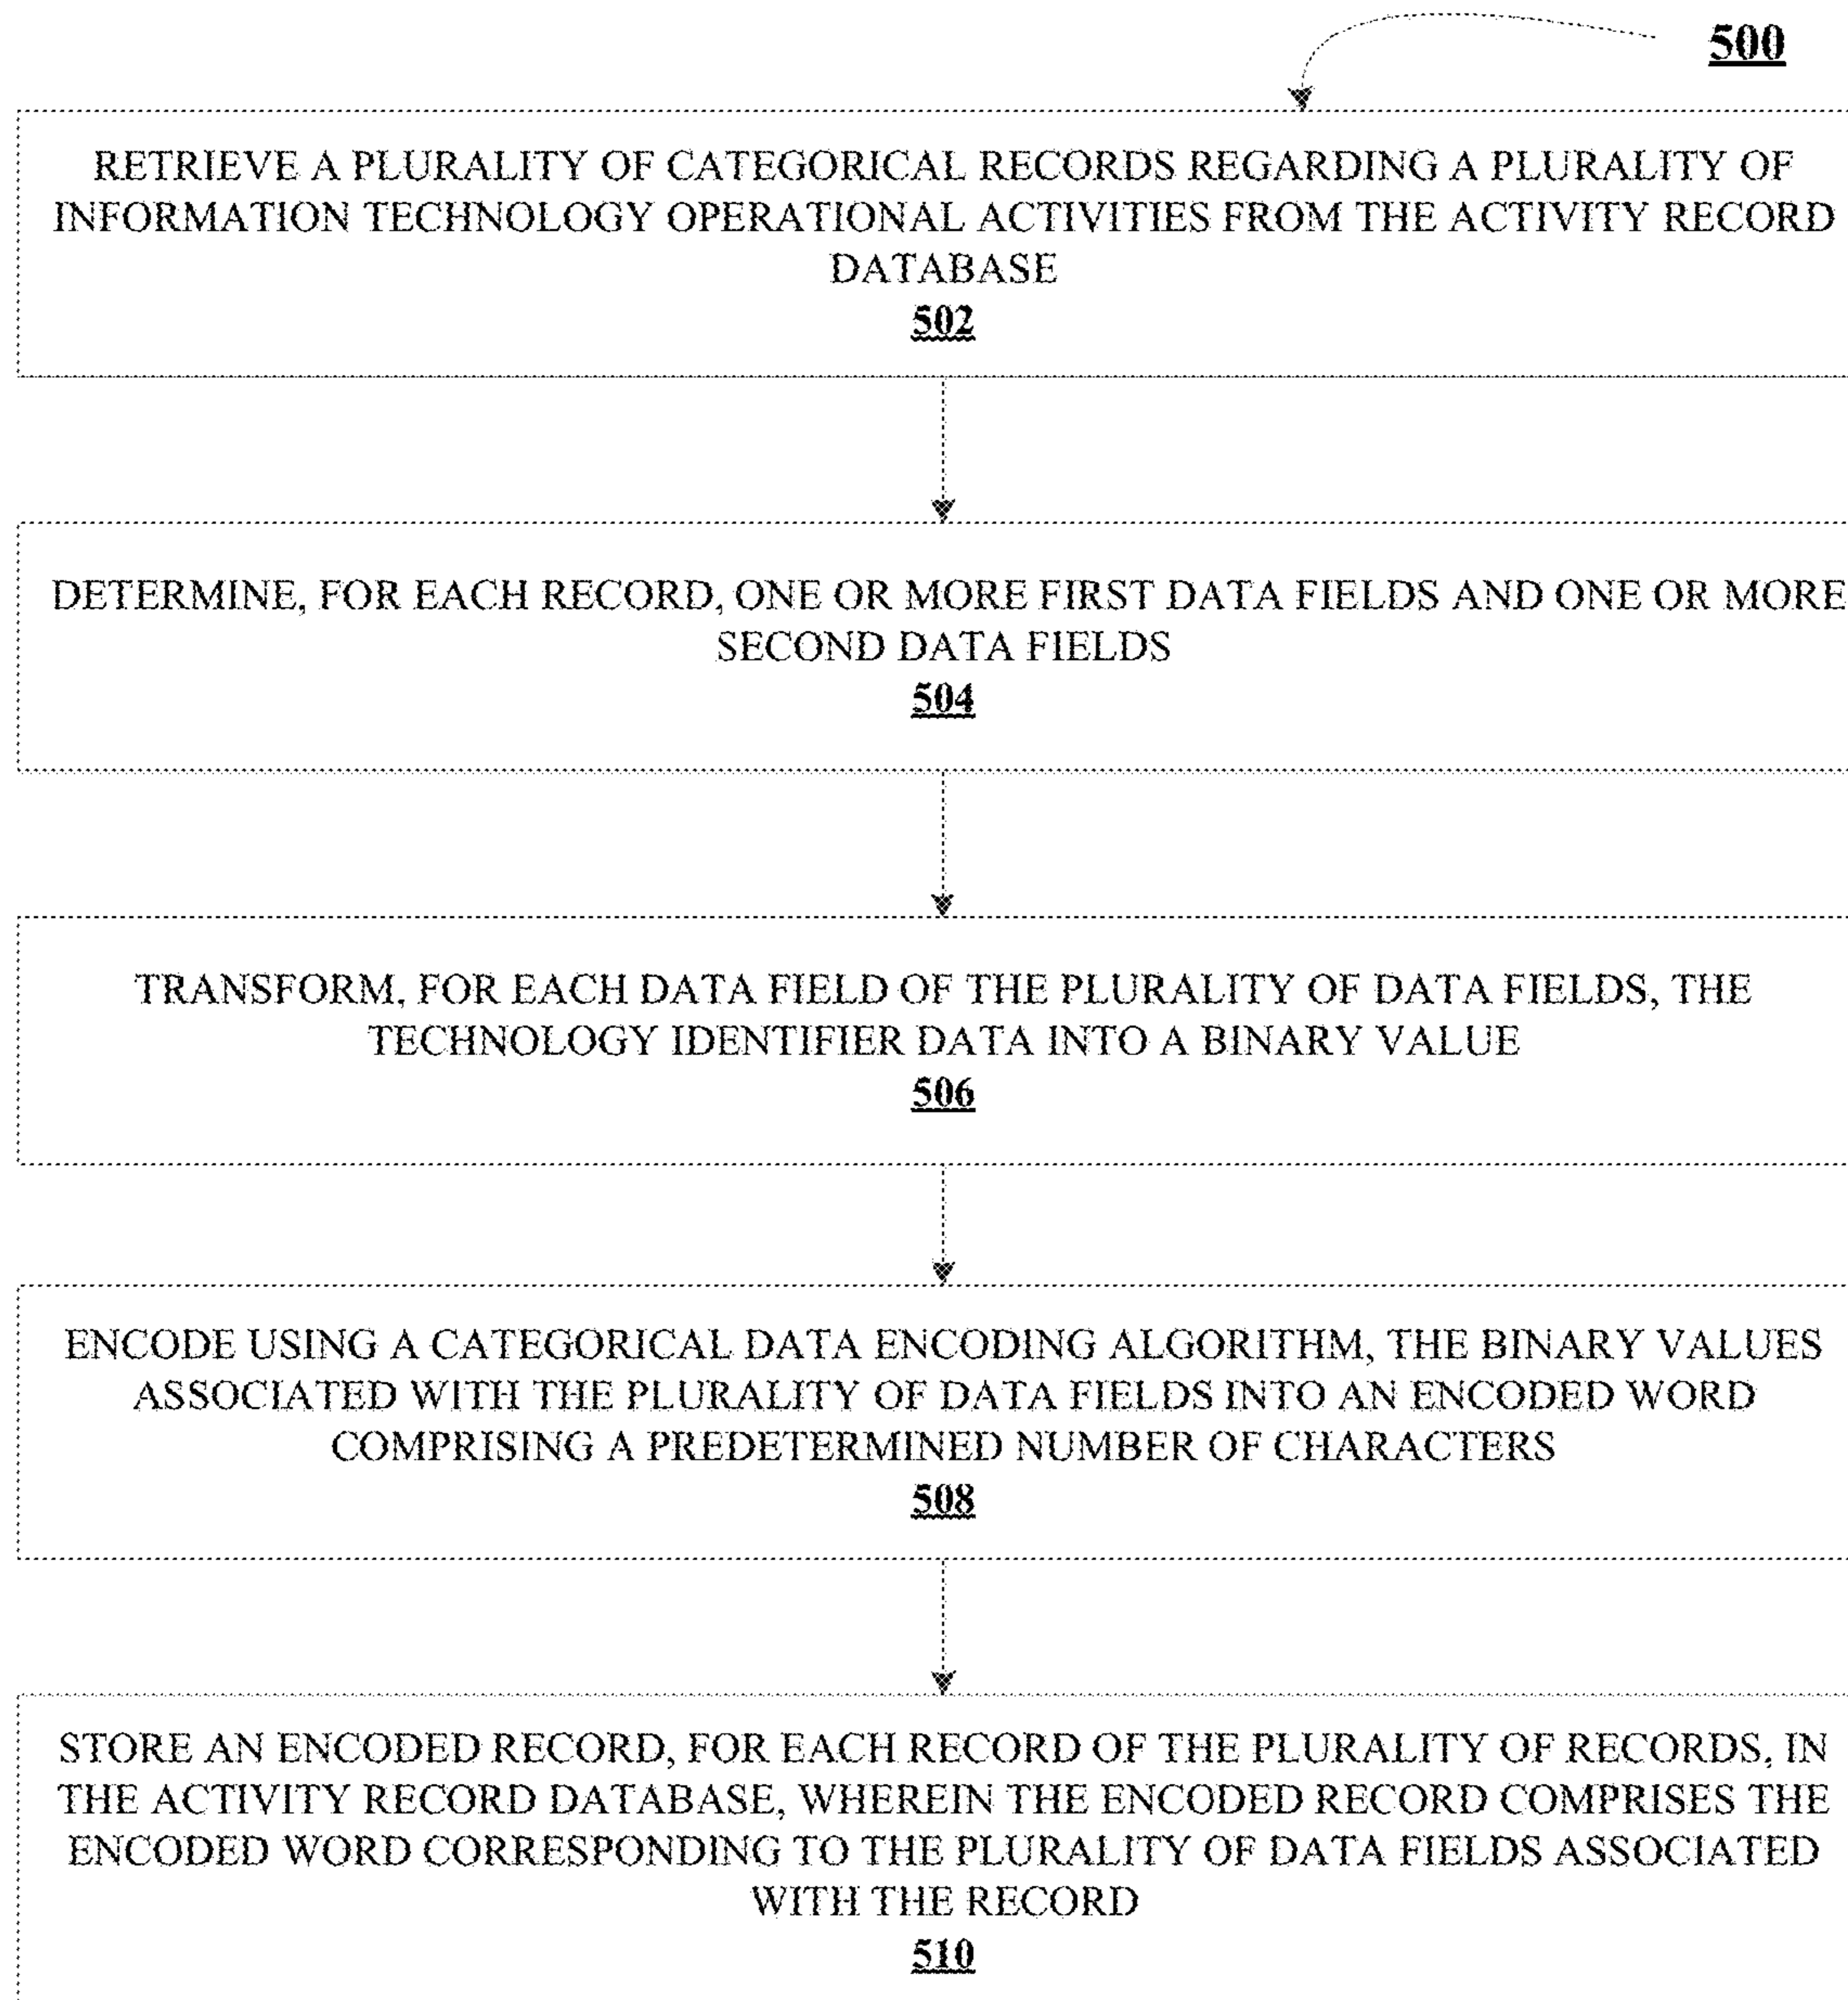 500
RETRIEVE A PLURALITY OF CATEGORICAL RECORDS REGARDING A PLURALITY OF
INFORMATION TECHNOLOGY OPERATIONAL ACTIVITIES FROM THE ACTIVITY RECORD
DATABASE
502
DETERMINE, FOR EACH RECORD, ONE OR MORE FIRST DATA FIELDS AND ONE OR MORE
SECOND DATA FIELDS
504
TRANSFORM, FOR EACH DATA FIELD OF THE PLURALITY OF DATA FIELDS, THE
TECHNOLOGY IDENTIFIER DATA INTO A BINARY VALUE
506
ENCODE USING A CATEGORICAL DATA ENCODING ALGORITHM, THE BINARY VALUES
ASSOCIATED WITH THE PLURALITY OF DATA FIELDS INTO AN ENCODED WORD
COMPRISING A PREDETERMINED NUMBER OF CHARACTERS
508
STORE AN ENCODED RECORD, FOR EACH RECORD OF THE PLURALITY OF RECORDS, IN
THE ACTIVITY RECORD DATABASE, WHEREIN THE ENCODED RECORD COMPRISES THE
ENCODED WORD CORRESPONDING TO THE PLURALITY OF DATA FIELDS ASSOCIATED
WITH THE RECORD
510